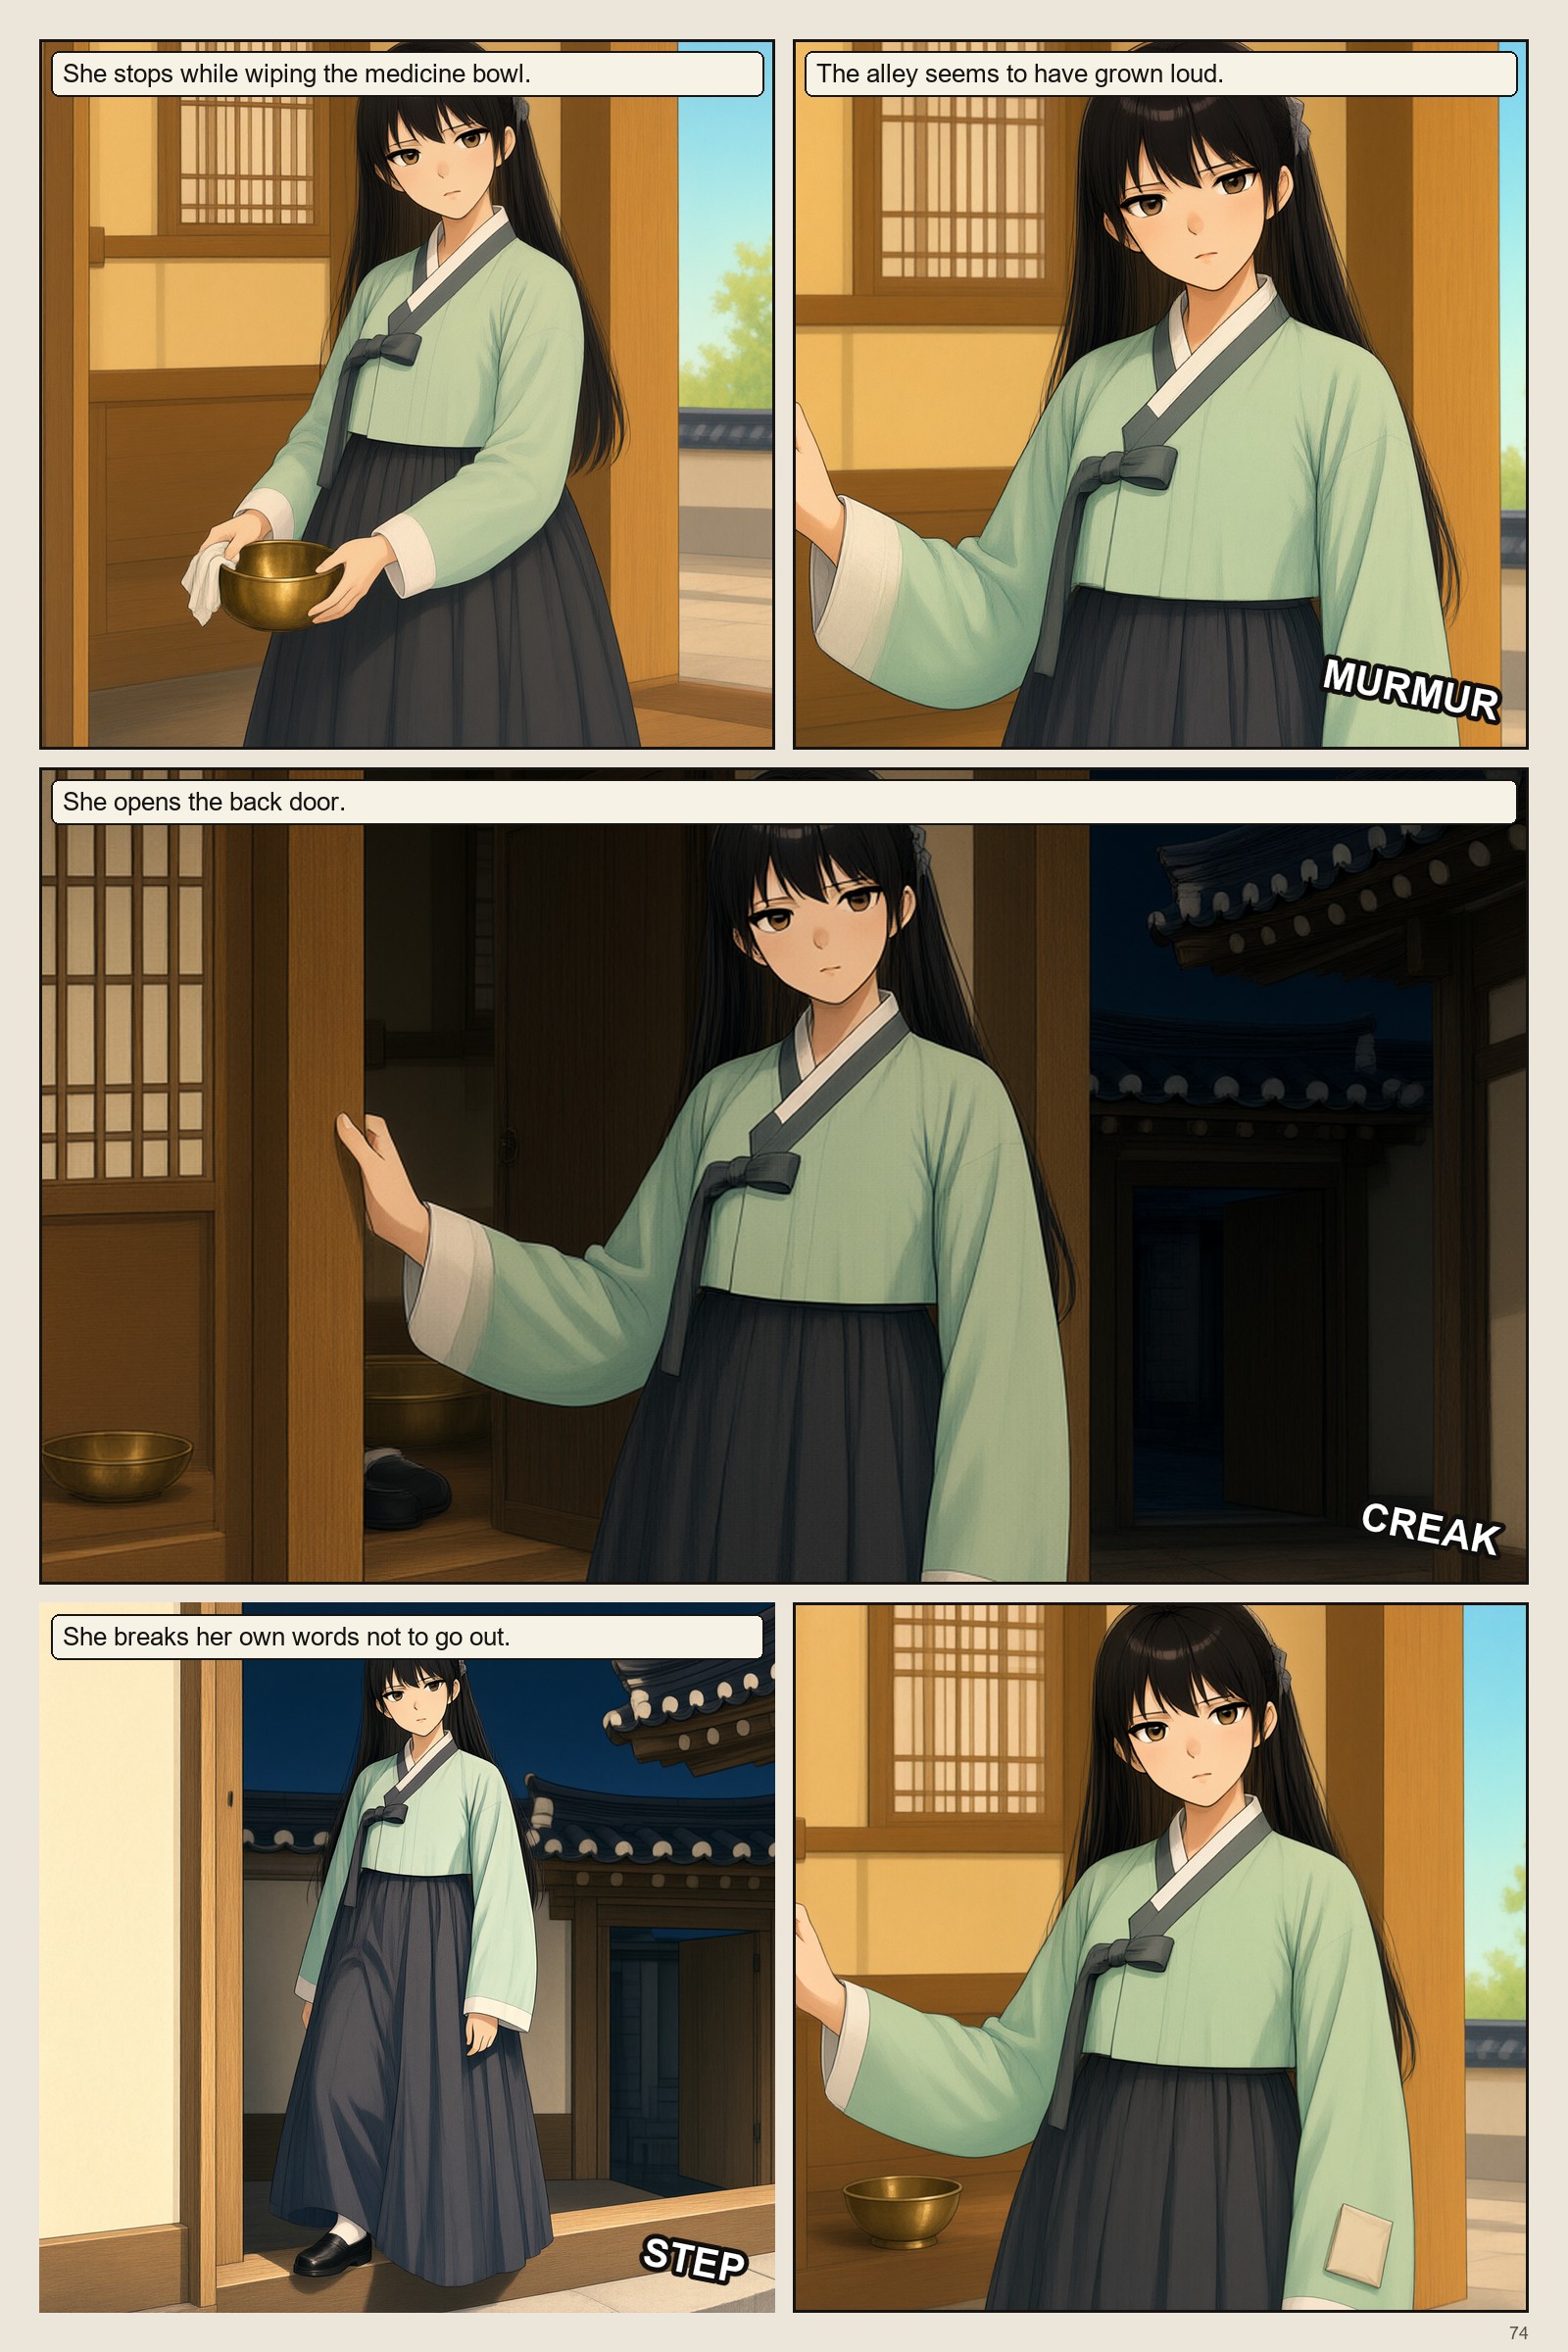 She stops while wiping the medicine bowl.
The alley seems to have grown loud.
MURMUR
She opens the back door.
CREAK
She breaks her own words not to go out.
STEP
74